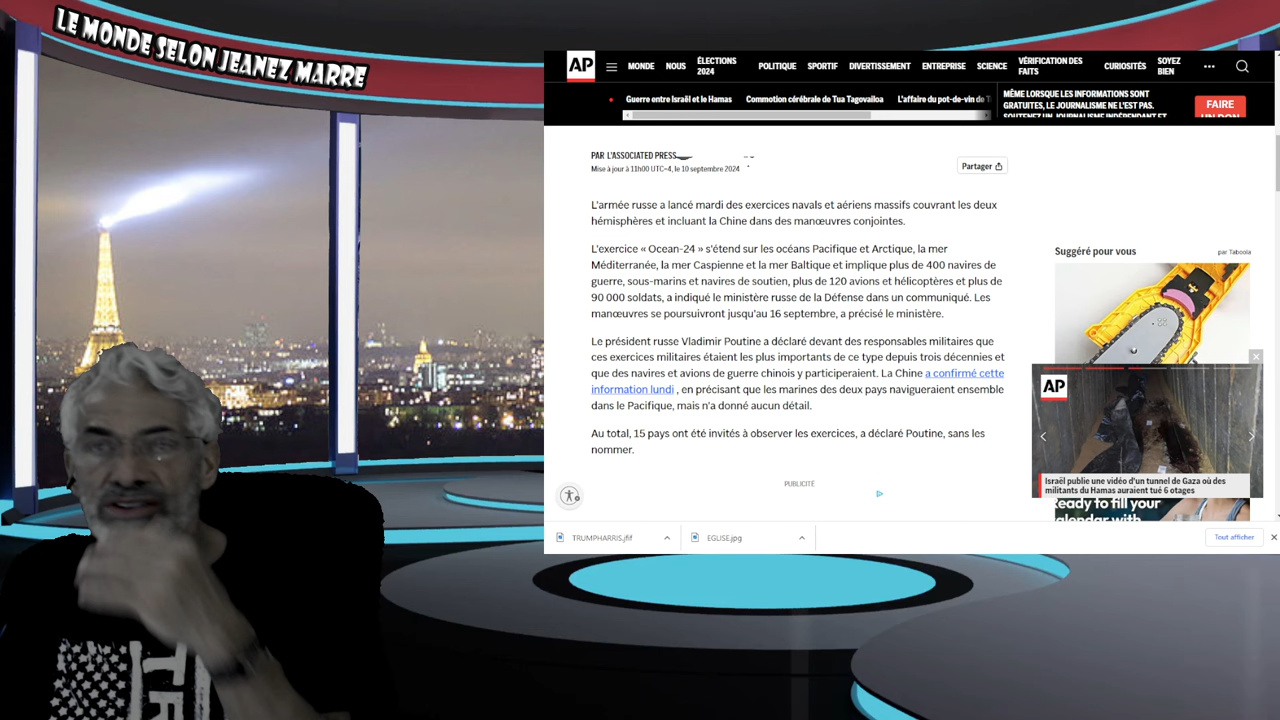 LE MONDE SELON JEANEZ MARRE
AP
MONDE
NOUS
ÉLECTIONS
2024
POLITIQUE
SPORTIF
DIVERTISSEMENT
ENTREPRISE
SCIENCE
VÉRIFICATION DES
FAITS
CURIOSITÉS
SOYEZ
BIEN
Guerre entre Israël et le Hamas
Commotion cérébrale de Tua Tagovailoa
L'affaire du pot-de-vin de
MÊME LORSQUE LES INFORMATIONS SONT
GRATUITES, LE JOURNALISME NE L'EST PAS.
SOUTENEZ UN JOURNALISME INDÉPENDANT ET
FAIRE
UN DON
PAR L'ASSOCIATED PRESS
Mise à jour à 11h00 UTC−4, le 10 septembre 2024
Partager
L'armée russe a lancé mardi des exercices navals et aériens massifs couvrant les deux
hémisphères et incluant la Chine dans des manœuvres conjointes.
L'exercice « Ocean-24 » s'étend sur les océans Pacifique et Arctique, la mer
Méditerranée, la mer Caspienne et la mer Baltique et implique plus de 400 navires de
guerre, sous-marins et navires de soutien, plus de 120 avions et hélicoptères et plus de
90 000 soldats, a indiqué le ministère russe de la Défense dans un communiqué. Les
manœuvres se poursuivront jusqu'au 16 septembre, a précisé le ministère.
Le président russe Vladimir Poutine a déclaré devant des responsables militaires que
ces exercices militaires étaient les plus importants de ce type depuis trois décennies et
que des navires et avions de guerre chinois y participeraient. La Chine a confirmé cette
information lundi , en précisant que les marines des deux pays navigueraient ensemble
dans le Pacifique, mais n'a donné aucun détail.
Au total, 15 pays ont été invités à observer les exercices, a déclaré Poutine, sans les
nommer.
PUBLICITÉ
Suggéré pour vous
par Taboola
AP
Israël publie une vidéo d'un tunnel de Gaza où des
militants du Hamas auraient tué 6 otages
Ready to fill your
calendar with
TRUMPHARRIS.jfif
EGLISE.jpg
Tout afficher